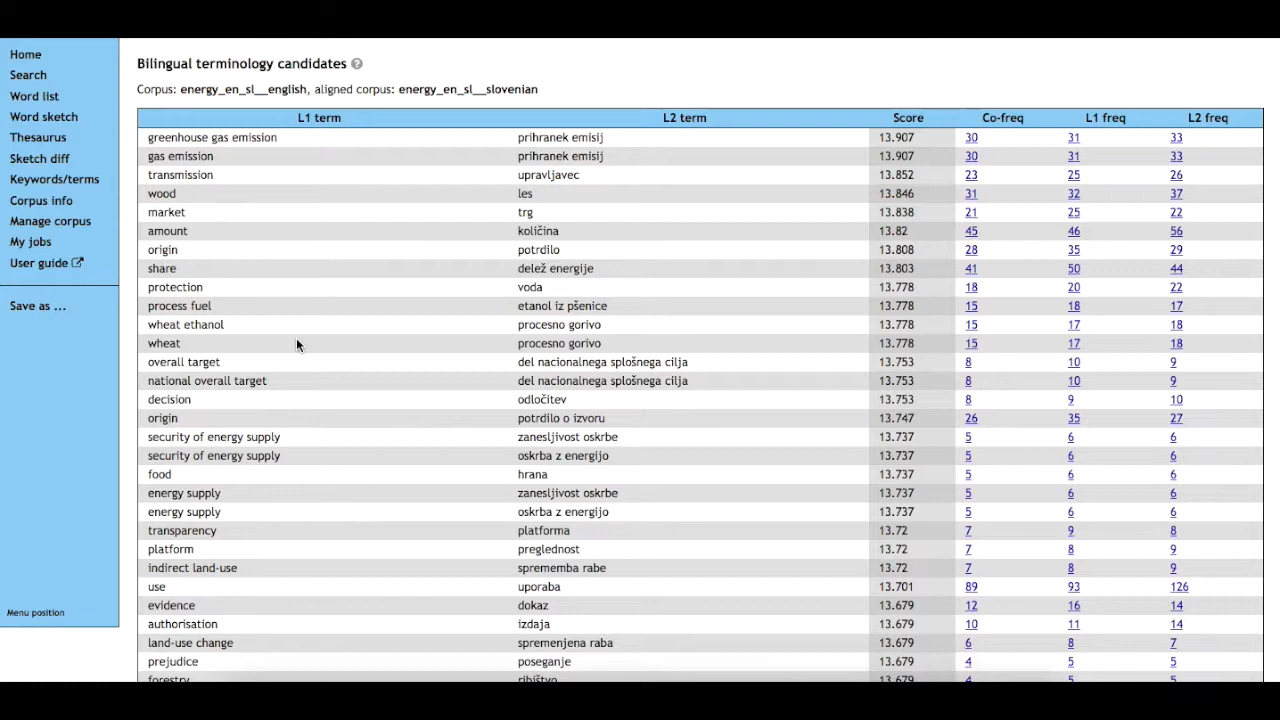 Home
Search
Word list
Word sketch
Thesaurus
Sketch diff
Keywords/terms
Corpus info
Manage corpus
My jobs
User guide
Save as ...
Menu position
Bilingual terminology candidates ?
Corpus: energy_en_sl__english, aligned corpus: energy_en_sl__slovenian
L1 term L2 term Score Co-freq L1 freq L2 freq
greenhouse gas emission prihranek emisij 13.907 30 31 33
gas emission prihranek emisij 13.907 30 31 33
transmission upravljavec 13.852 23 25 26
wood les 13.846 31 32 37
market trg 13.838 21 25 22
amount količina 13.82 45 46 56
origin potrdilo 13.808 28 35 29
share delež energije 13.803 41 50 44
protection voda 13.778 18 20 22
process fuel etanol iz pšenice 13.778 15 18 17
wheat ethanol procesno gorivo 13.778 15 17 18
wheat procesno gorivo 13.778 15 17 18
overall target del nacionalnega splošnega cilja 13.753 8 10 9
national overall target del nacionalnega splošnega cilja 13.753 8 10 9
decision odločitev 13.753 8 9 10
origin potrdilo o izvoru 13.747 26 35 27
security of energy supply zanesljivost oskrbe 13.737 5 6 6
security of energy supply oskrba z energijo 13.737 5 6 6
food hrana 13.737 5 6 6
energy supply zanesljivost oskrbe 13.737 5 6 6
energy supply oskrba z energijo 13.737 5 6 6
transparency platforma 13.72 7 9 8
platform preglednost 13.72 7 8 9
indirect land-use sprememba rabe 13.72 7 8 9
use uporaba 13.701 89 93 126
evidence dokaz 13.679 12 16 14
authorisation izdaja 13.679 10 11 14
land-use change spremenjena raba 13.679 6 8 7
prejudice poseganje 13.679 4 5 5
forestry ribištvo 13.679 4 5 5